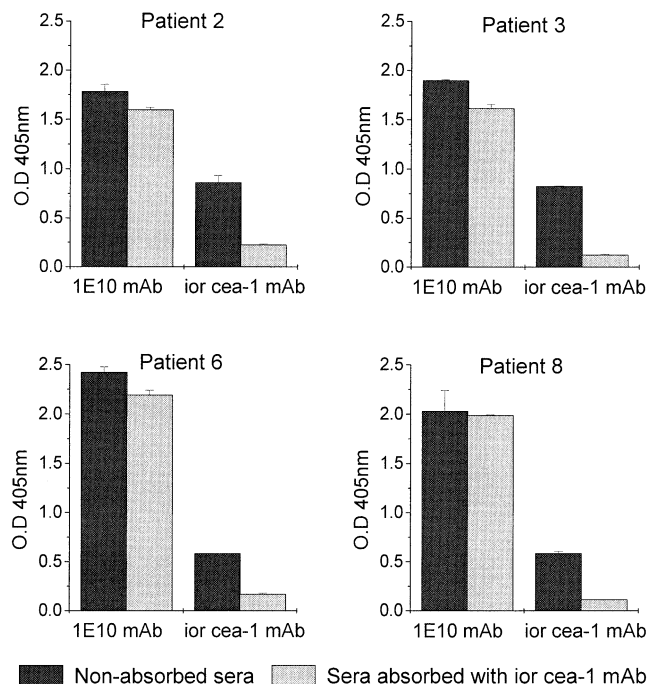 Patient 2
2.5
2.0
1.5
1.0
0.5
0.0
O.D 405nm
1E10 mAb
ior cea-1 mAb
Patient 3
2.5
2.0
1.5
1.0
0.5
0.0
O.D 405nm
1E10 mAb
ior cea-1 mAb
Patient 6
2.5
2.0
1.5
1.0
0.5
0.0
O.D 405nm
1E10 mAb
ior cea-1 mAb
Patient 8
2.5
2.0
1.5
1.0
0.5
0.0
O.D 405nm
1E10 mAb
ior cea-1 mAb
Non-absorbed sera
Sera absorbed with ior cea-1 mAb